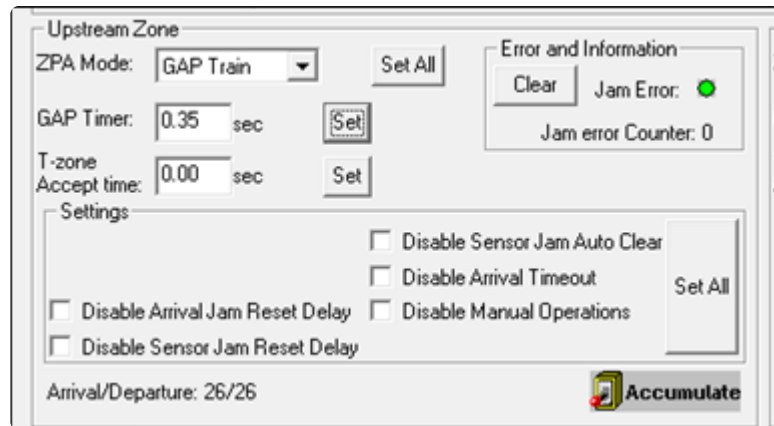 Upstream Zone
ZPA Mode: GAP Train Set All
Error and Information
Clear Jam Error:
GAP Timer: 0.35 sec Set
Jam error Counter: 0
T-zone
Accept time: 0.00 sec Set
Settings
Disable Sensor Jam Auto Clear
Disable Arrival Timeout
Set All
Disable Arrival Jam Reset Delay Disable Manual Operations
Disable Sensor Jam Reset Delay
Arrival/Departure: 26/26 Accumulate